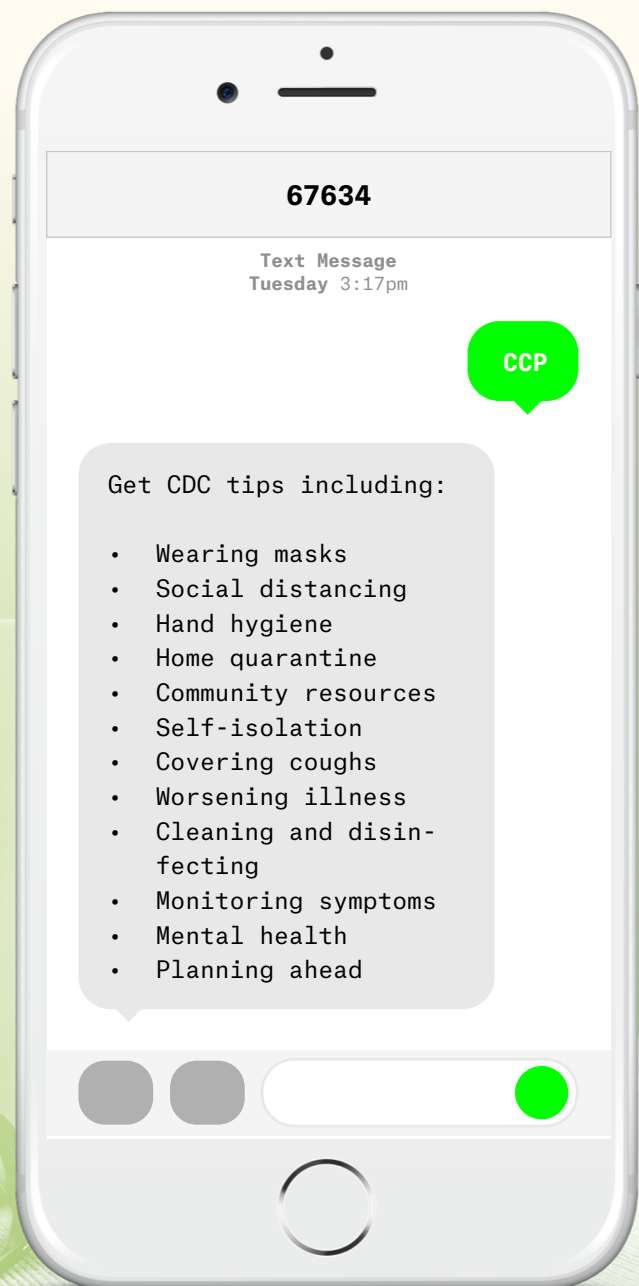 67634
Text Message
Tuesday 3:17pm
CCP
Get CDC tips including:
• Wearing masks
• Social distancing
• Hand hygiene
• Home quarantine
• Community resources
• Self-isolation
• Covering coughs
• Worsening illness
• Cleaning and disin-
fecting
• Monitoring symptoms
• Mental health
• Planning ahead